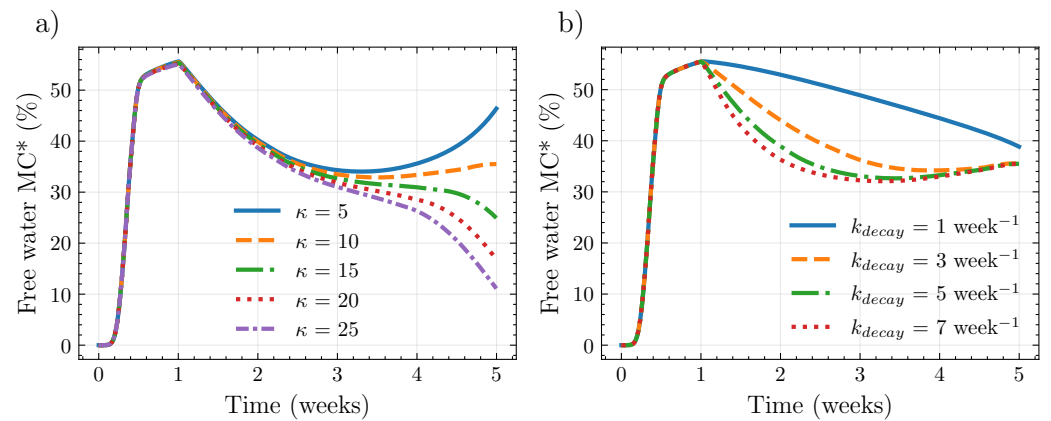 a)
Free water MC* (%)
50
40
30
20
10
0
κ = 5
κ = 10
κ = 15
κ = 20
κ = 25
0 1 2 3 4 5
Time (weeks)
b)
Free water MC* (%)
50
40
30
20
10
0
k_decay = 1 week⁻¹
k_decay = 3 week⁻¹
k_decay = 5 week⁻¹
k_decay = 7 week⁻¹
0 1 2 3 4 5
Time (weeks)